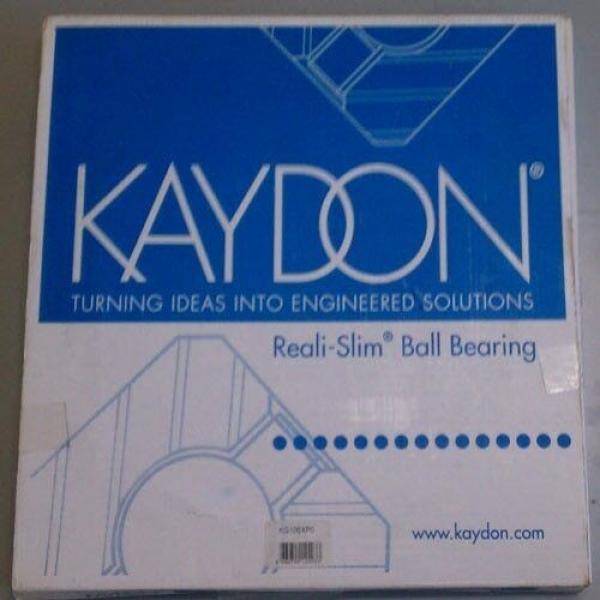 KAYDON®
TURNING IDEAS INTO ENGINEERED SOLUTIONS
Reali-Slim® Ball Bearing
www.kaydon.com